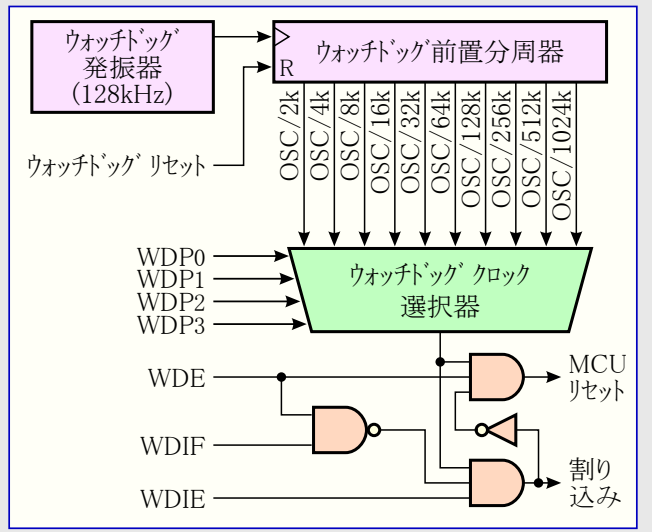 ウォッチドッグ
発振器
(128kHz)
ウォッチドッグ前置分周器
R
ウォッチドッグ リセット
OSC/2k
OSC/4k
OSC/8k
OSC/16k
OSC/32k
OSC/64k
OSC/128k
OSC/256k
OSC/512k
OSC/1024k
WDP0
WDP1
WDP2
WDP3
ウォッチドッグ クロック
選択器
WDE
MCU
リセット
WDIF
WDIE
割り
込み